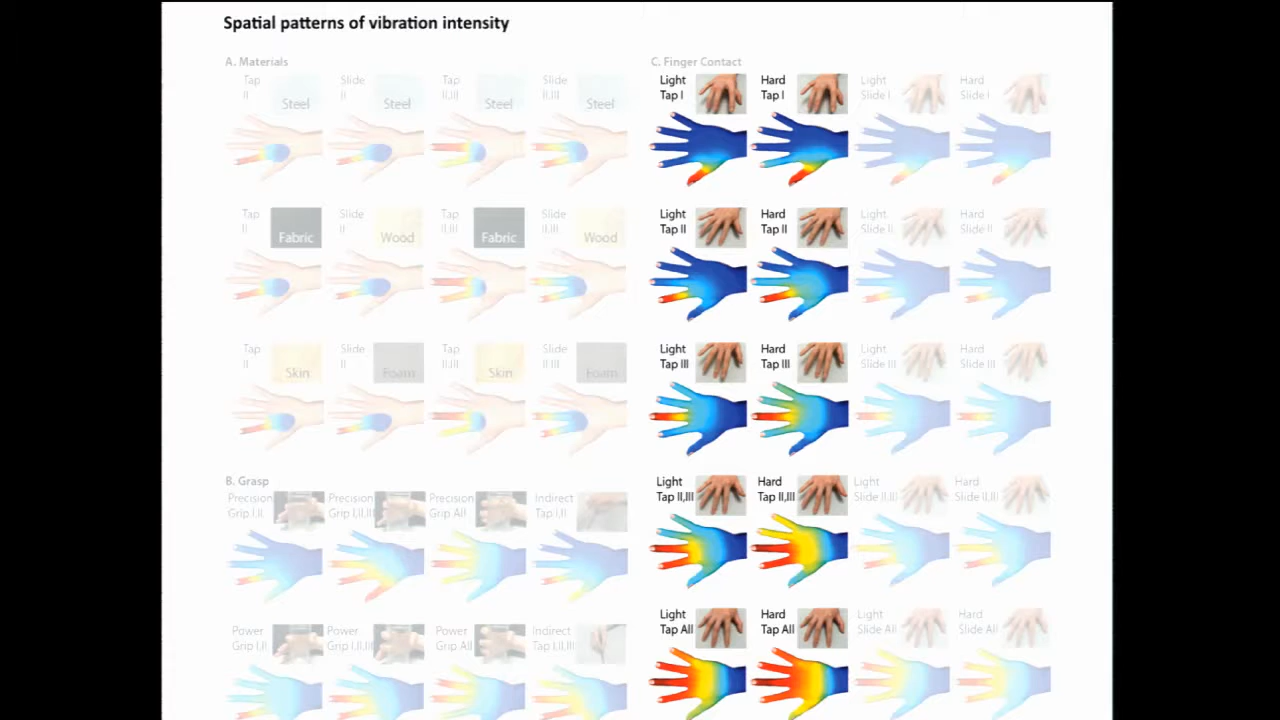 Spatial patterns of vibration intensity
A. Materials
Tap II Steel
Slide II Steel
Tap II,III Steel
Slide II,III Steel
Tap II Fabric
Slide II Wood
Tap II,III Fabric
Slide II,III Wood
Tap II Skin
Slide II Foam
Tap II,III Skin
Slide II,III Foam
B. Grasp
Precision Grip I,II
Precision Grip I,II,III
Precision Grip All
Indirect Tap I,II
Power Grip I,II
Power Grip I,II,III
Power Grip All
Indirect Tap I,II,III
C. Finger Contact
Light Tap I
Hard Tap I
Light Slide I
Hard Slide I
Light Tap II
Hard Tap II
Light Slide II
Hard Slide II
Light Tap III
Hard Tap III
Light Slide III
Hard Slide III
Light Tap II,III
Hard Tap II,III
Light Slide II,III
Hard Slide II,III
Light Tap All
Hard Tap All
Light Slide All
Hard Slide All